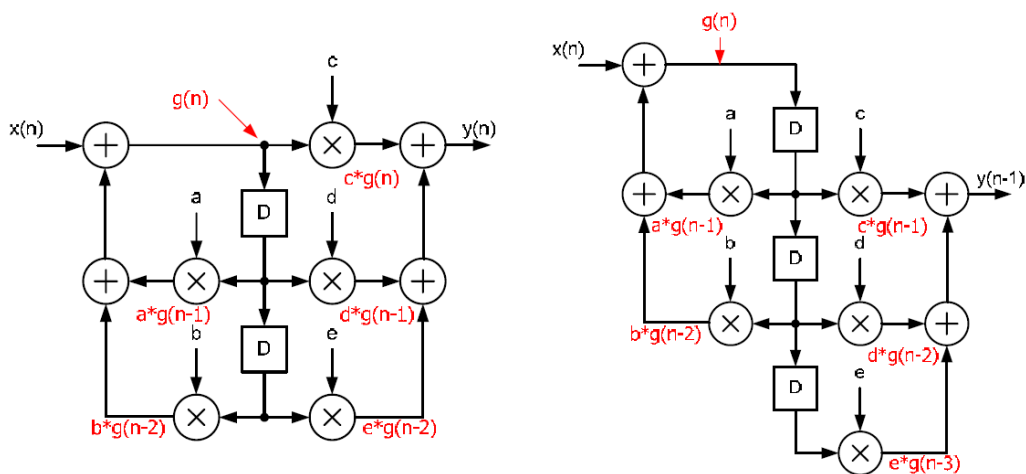 c
g(n)
x(n)
y(n)
c*g(n)
D
a
d
a*g(n-1)
d*g(n-1)
b
D
e
b*g(n-2)
e*g(n-2)
g(n)
x(n)
a
D
c
y(n-1)
a*g(n-1)
c*g(n-1)
b
D
d
b*g(n-2)
d*g(n-2)
D
e
e*g(n-3)